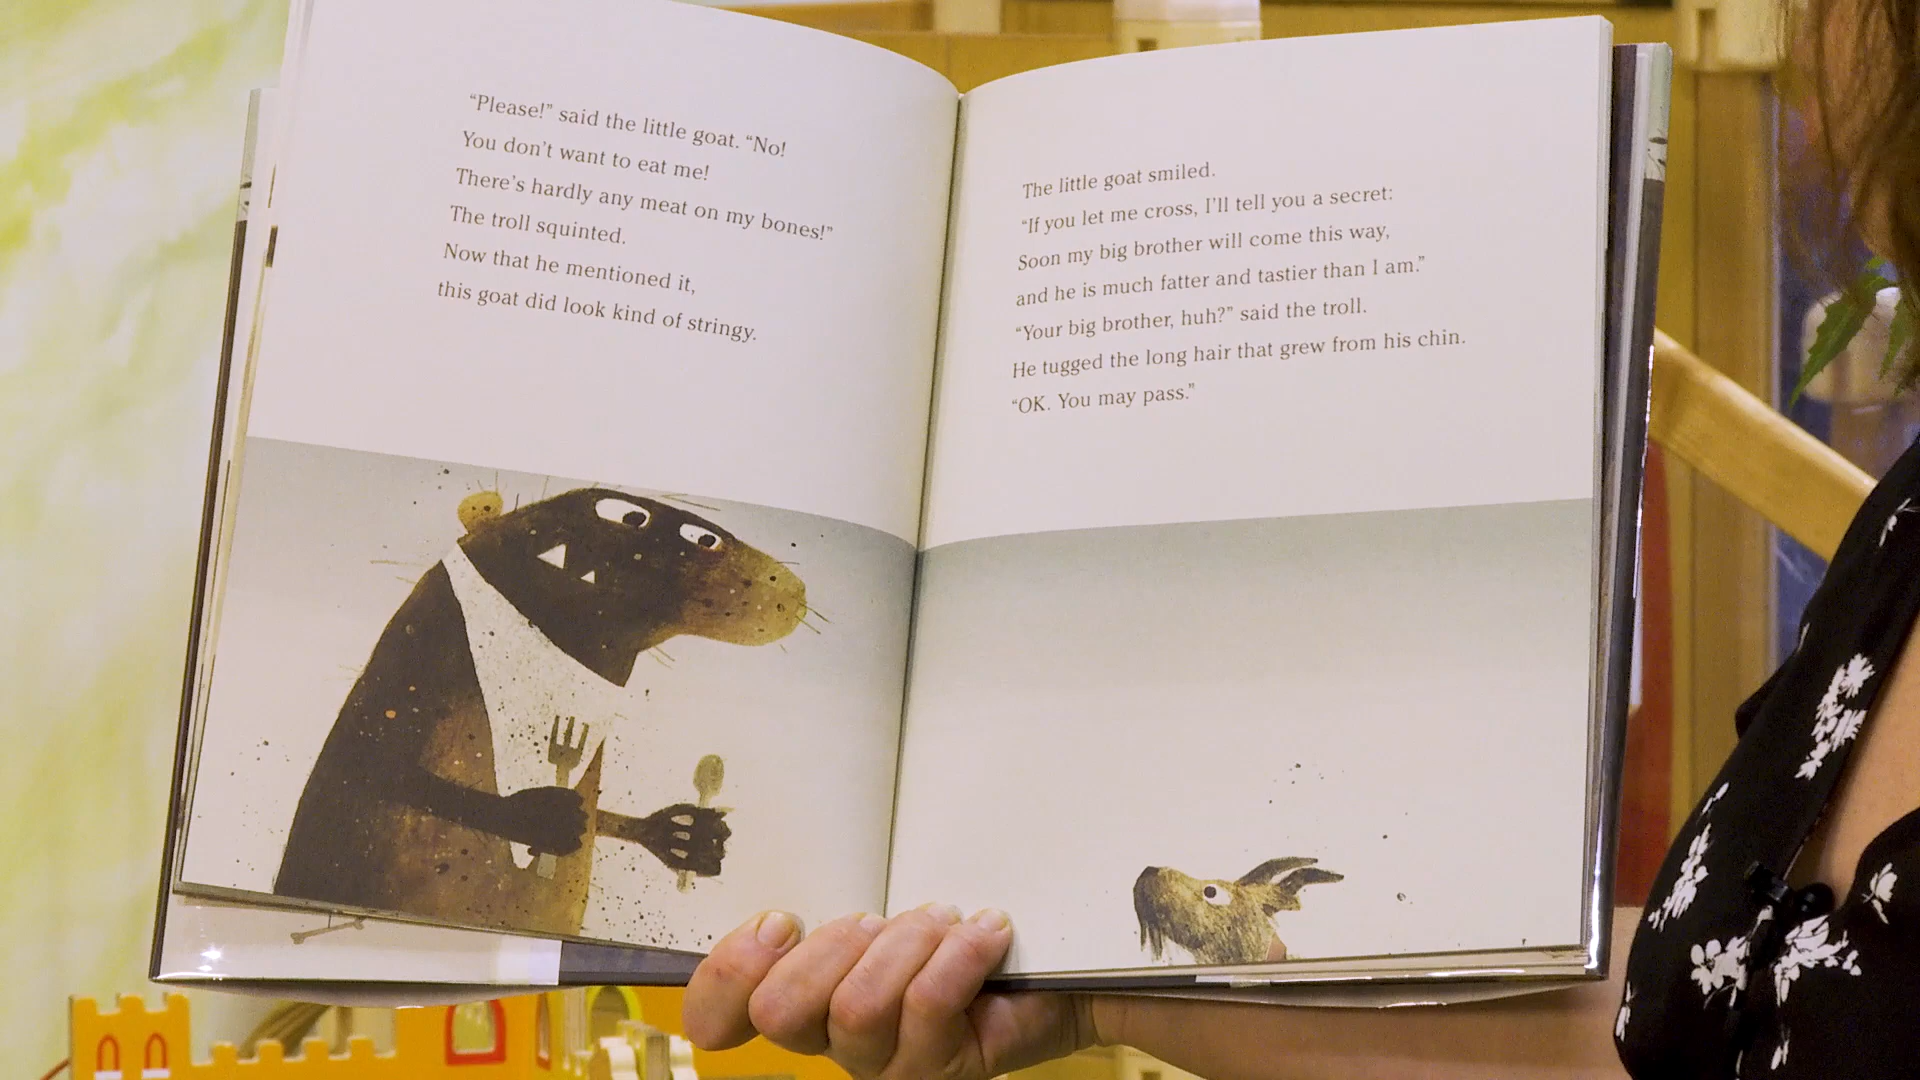 “Please!” said the little goat. “No!
You don’t want to eat me!
There’s hardly any meat on my bones!”
The troll squinted.
Now that he mentioned it,
this goat did look kind of stringy.
The little goat smiled.
“If you let me cross, I’ll tell you a secret:
Soon my big brother will come this way,
and he is much fatter and tastier than I am.”
“Your big brother, huh?” said the troll.
He tugged the long hair that grew from his chin.
“OK. You may pass.”